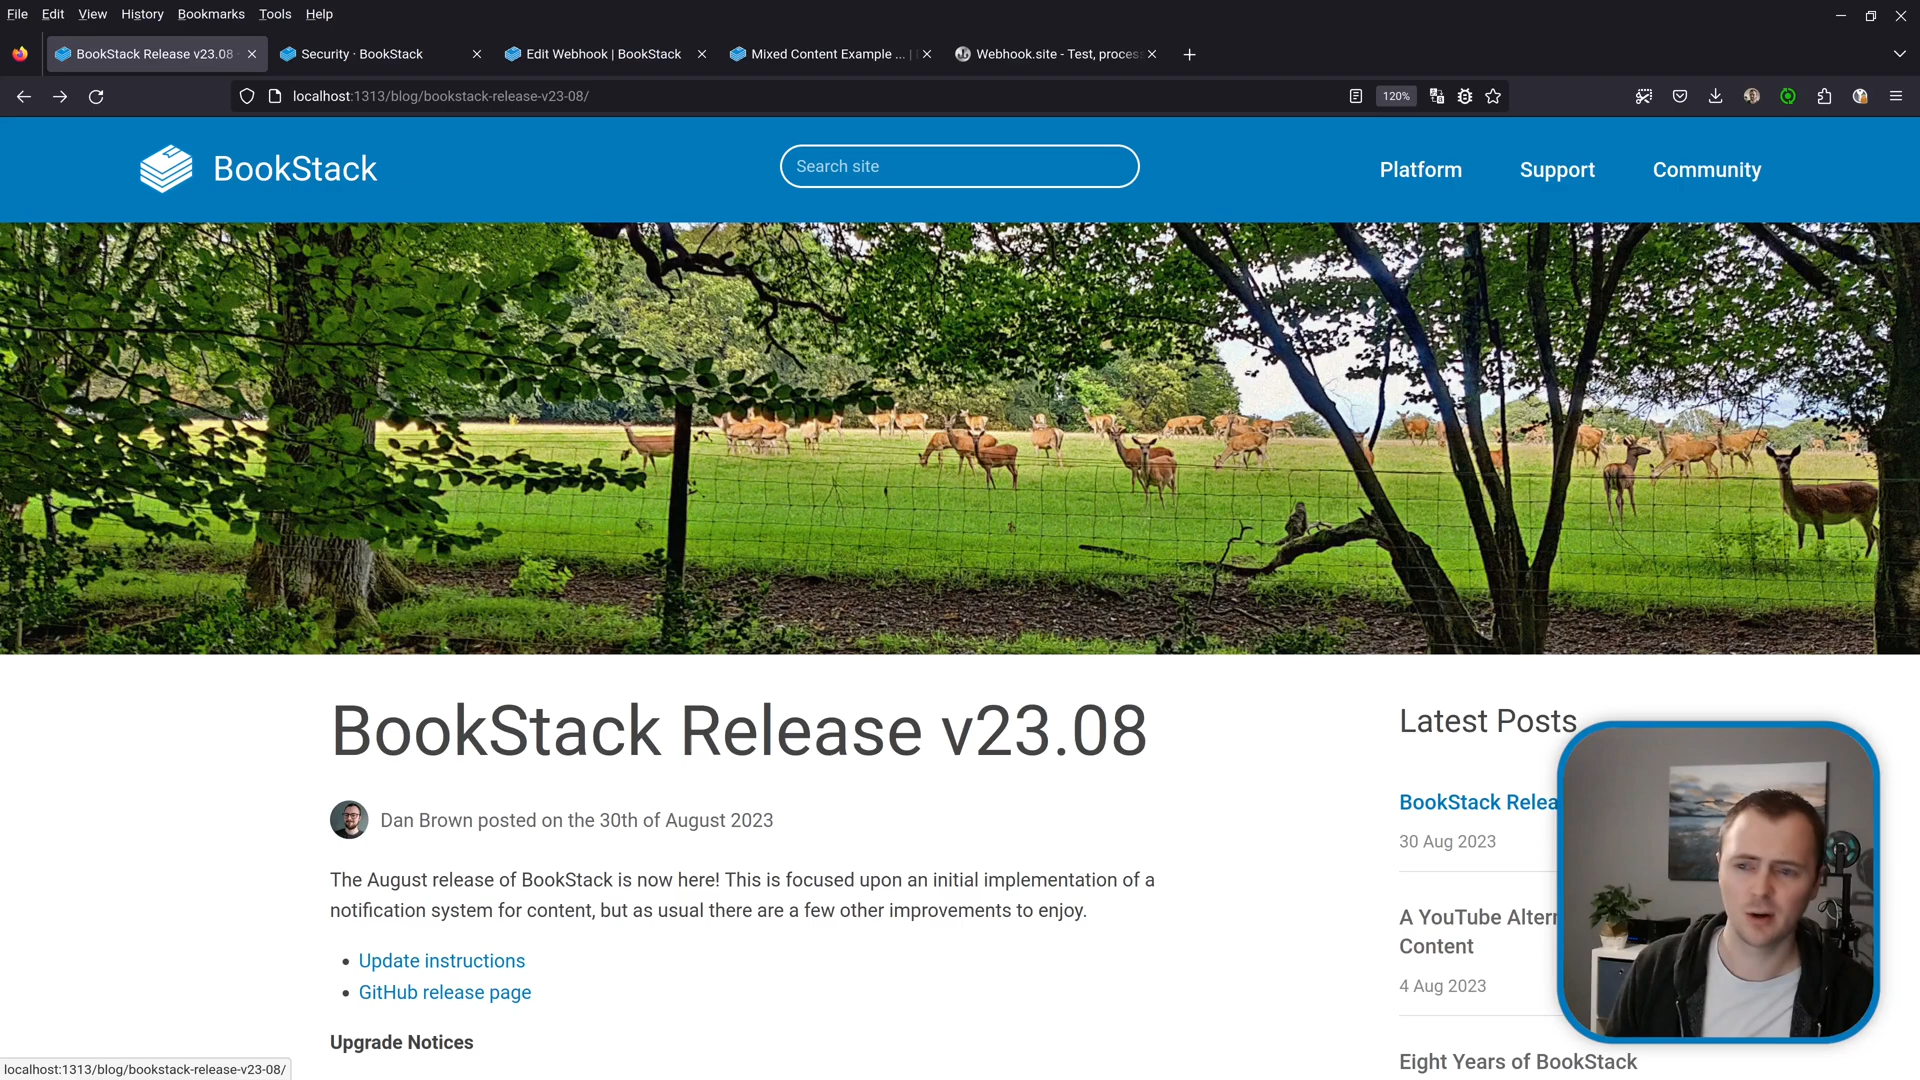 File Edit View History Bookmarks Tools Help
BookStack Release v23.08
Security · BookStack
Edit Webhook | BookStack
Mixed Content Example ... |
Webhook.site - Test, proces
localhost:1313/blog/bookstack-release-v23-08/
120%
BookStack
Search site
Platform
Support
Community
BookStack Release v23.08
Dan Brown posted on the 30th of August 2023
The August release of BookStack is now here! This is focused upon an initial implementation of a
notification system for content, but as usual there are a few other improvements to enjoy.
Update instructions
GitHub release page
Upgrade Notices
Latest Posts
BookStack Relea
30 Aug 2023
A YouTube Altern
Content
4 Aug 2023
Eight Years of BookStack
localhost:1313/blog/bookstack-release-v23-08/